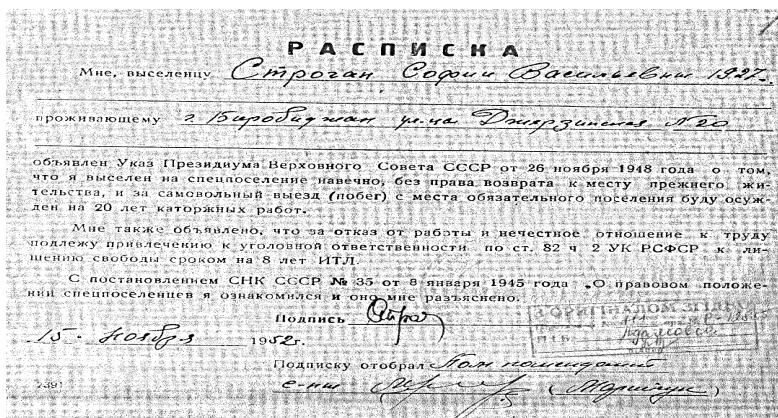 РАСПИСКА
Мне, выселенцу Строган Софии Васильевны 1927
проживающему г. Биробиджан улица Дзержинская №20
объявлен Указ Президиума Верховного Совета СССР от 26 ноября 1948 года о том,
что я выселен на спецпоселение навечно, без права возврата к месту прежнего жи-
тельства, и за самовольный выезд (побег) с места обязательного поселения буду осуж-
ден на 20 лет каторжных работ.
Мне также объявлено, что за отказ от работы и нечестное отношение к труду
подлежу привлечению к уголовной ответственности по ст. 82 ч 2 УК РСФСР к ли-
шению свободы сроком на 8 лет ИТЛ.
С постановлением СНК СССР № 35 от 8 января 1945 года „О правовом положе-
нии спецпоселенцев я ознакомился и оно мне разъяснено.
Подпись
15 ноября 1952 г.
Подписку отобрал Пом коменданта